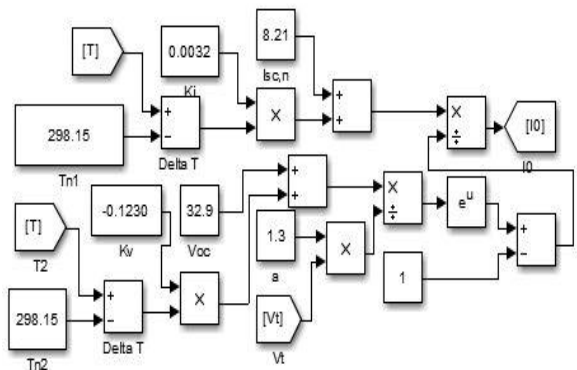 [T]
0.0032
Ki
8.21
Isc,n
+
+
×
÷
[I0]
I0
298.15
Tn1
+
−
Delta T
X
+
+
[T]
T2
-0.1230
Kv
32.9
Voc
+
+
×
÷
e^u
1.3
a
X
+
−
298.15
Tn2
+
−
Delta T
X
[Vt]
Vt
1